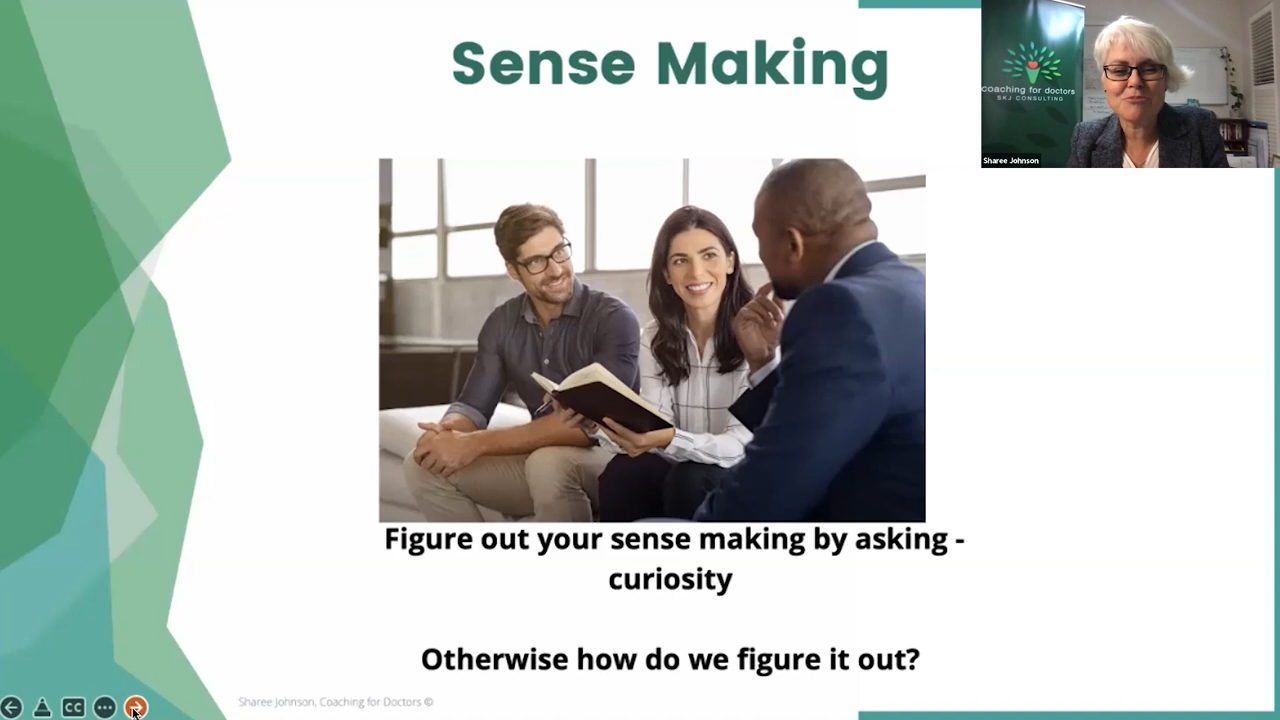 Sense Making
coaching for doctors
SKJ CONSULTING
Sharee Johnson
Figure out your sense making by asking -
curiosity
Otherwise how do we figure it out?
CC
Sharee Johnson, Coaching for Doctors ©